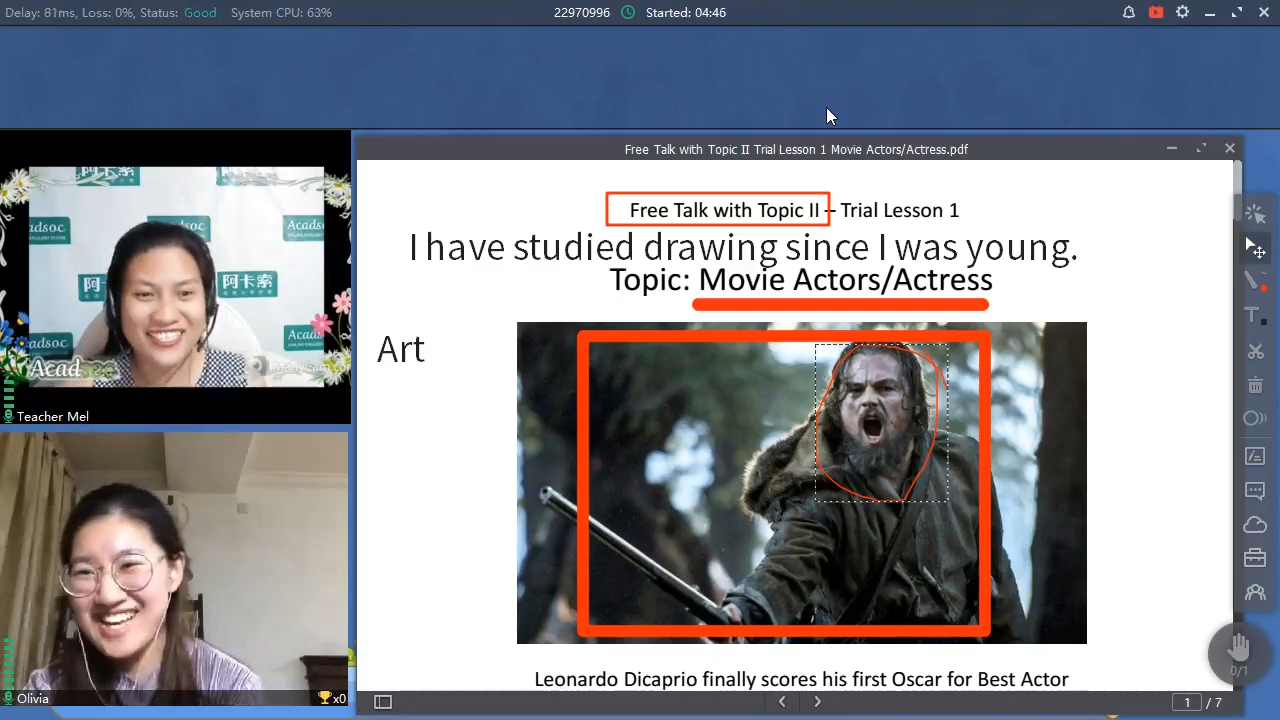 Delay: 81ms, Loss: 0%, Status: Good System CPU: 63%
22970996 Started: 04:46
Free Talk with Topic II Trial Lesson 1 Movie Actors/Actress.pdf
Free Talk with Topic II – Trial Lesson 1
I have studied drawing since I was young.
Topic: Movie Actors/Actress
Art
Leonardo Dicaprio finally scores his first Oscar for Best Actor
阿卡索
Acadsoc
阿卡索
Teacher Mel
Olivia
x0
1 / 7
0/1